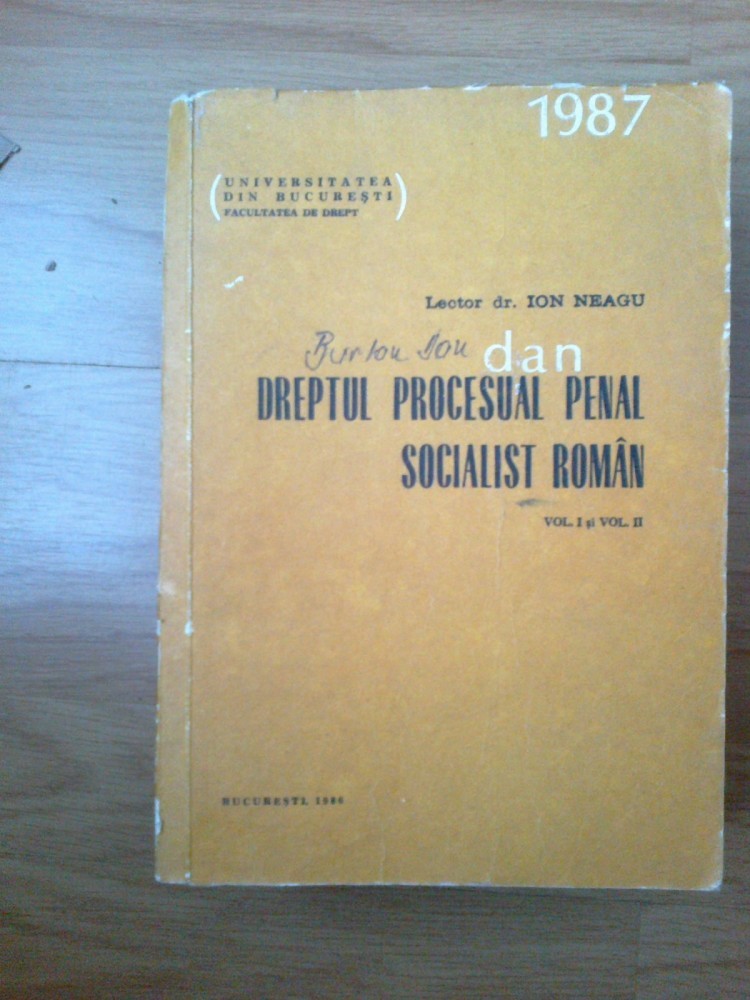 1987
(UNIVERSITATEA
DIN BUCUREȘTI)
FACULTATEA DE DREPT
Lector dr. ION NEAGU
dan
DREPTUL PROCESUAL PENAL
SOCIALIST ROMÂN
VOL. I și VOL. II
BUCUREȘTI, 1986